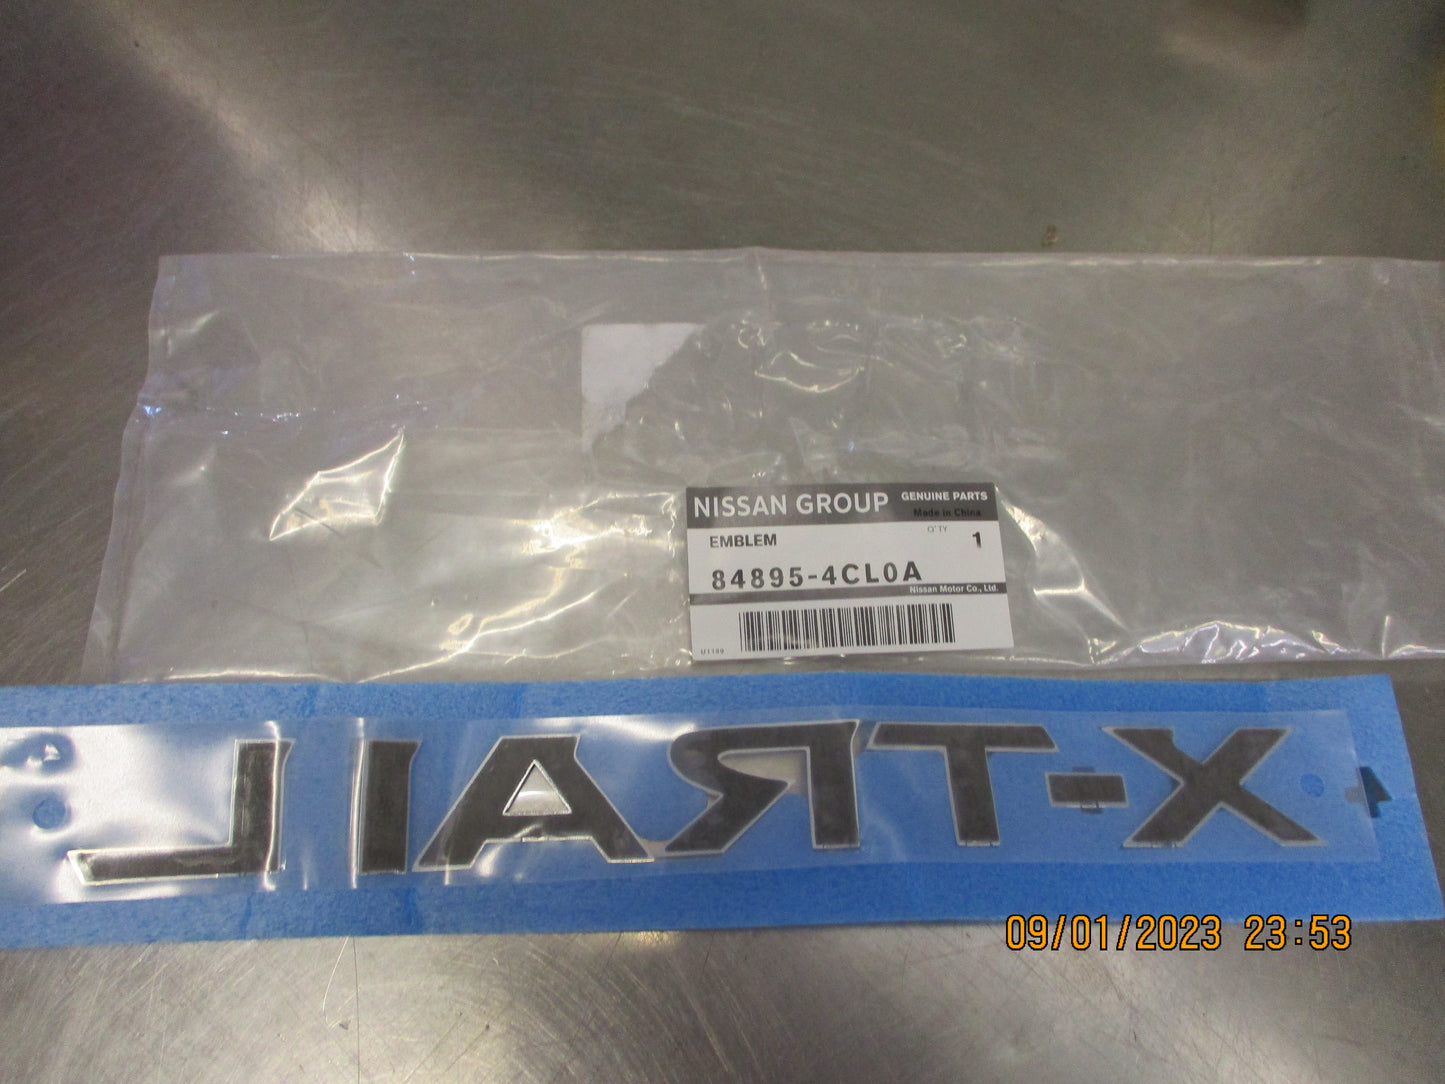 NISSAN GROUP GENUINE PARTS
Made in China
EMBLEM Q'TY 1
84895-4CL0A
Nissan Motor Co., Ltd.
U1189
X-TRAIL
09/01/2023 23:53